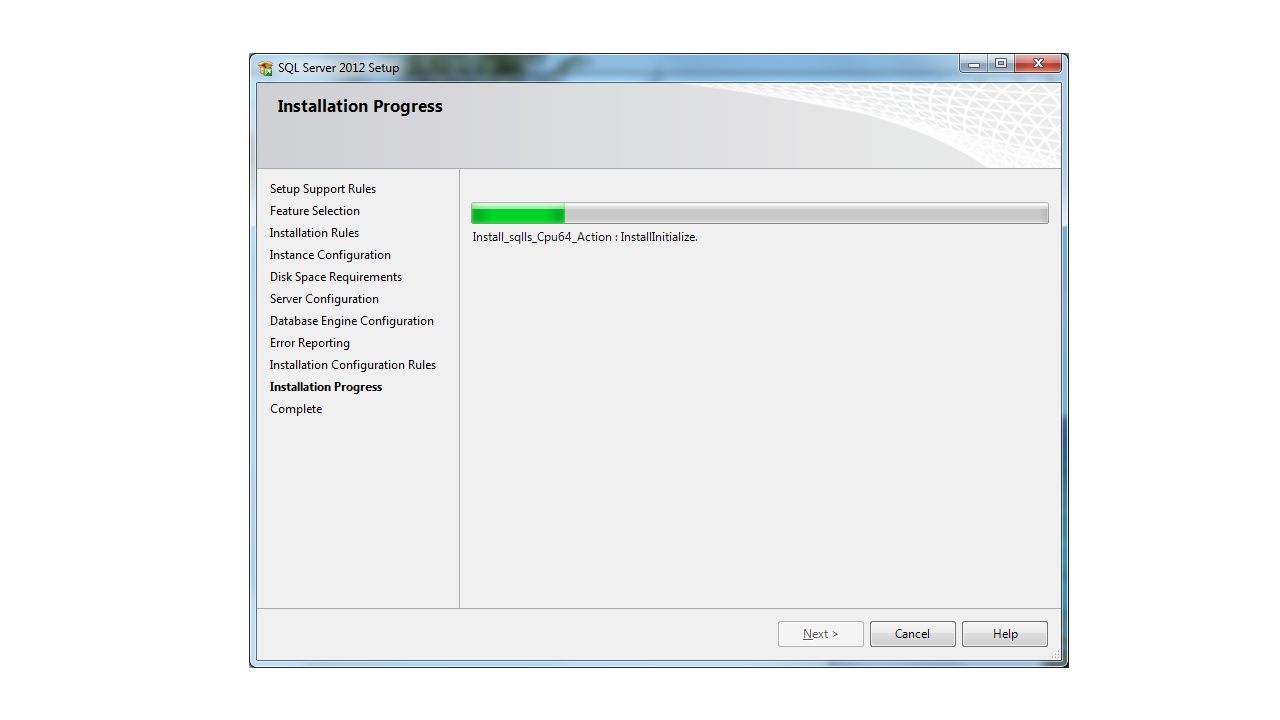 SQL Server 2012 Setup
Installation Progress
Setup Support Rules
Feature Selection
Installation Rules
Instance Configuration
Disk Space Requirements
Server Configuration
Database Engine Configuration
Error Reporting
Installation Configuration Rules
Installation Progress
Complete
Install_sqlls_Cpu64_Action : InstallInitialize.
Next >
Cancel
Help